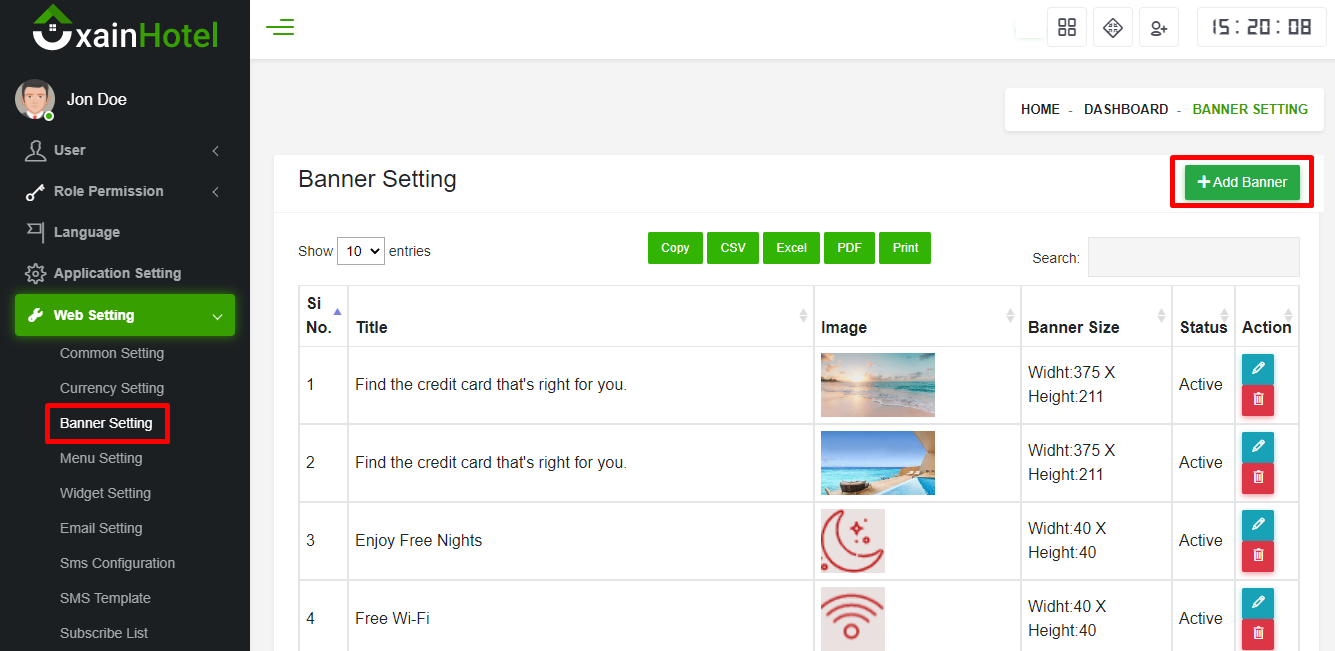 xainHotel
Jon Doe
User
Role Permission
Language
Application Setting
Web Setting
Common Setting
Currency Setting
Banner Setting
Menu Setting
Widget Setting
Email Setting
Sms Configuration
SMS Template
Subscribe List
15:20:08
HOME - DASHBOARD - BANNER SETTING
Banner Setting
Add Banner
Show 10 entries
Copy CSV Excel PDF Print
Search:
Si No. Title Image Banner Size Status Action
1 Find the credit card that's right for you. Widht:375 X Height:211 Active
2 Find the credit card that's right for you. Widht:375 X Height:211 Active
3 Enjoy Free Nights Widht:40 X Height:40 Active
4 Free Wi-Fi Widht:40 X Height:40 Active